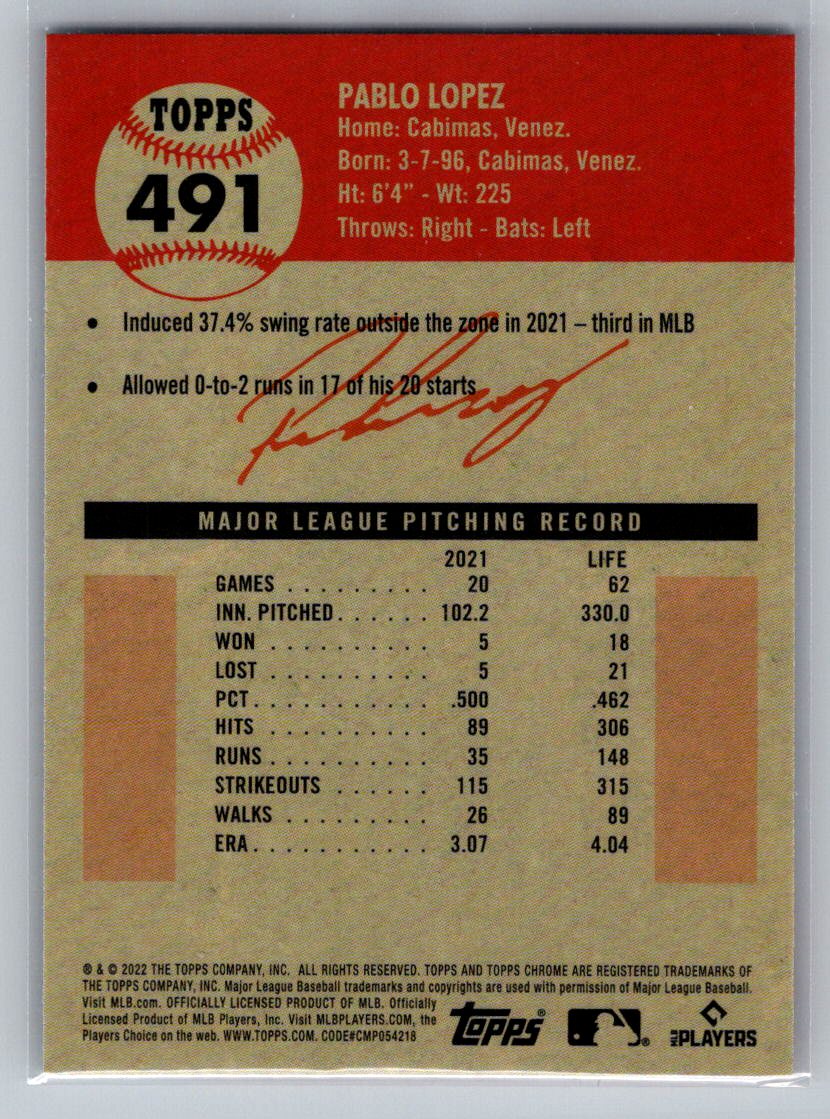 TOPPS
491
PABLO LOPEZ
Home: Cabimas, Venez.
Born: 3-7-96, Cabimas, Venez.
Ht: 6'4" - Wt: 225
Throws: Right - Bats: Left
• Induced 37.4% swing rate outside the zone in 2021 – third in MLB
• Allowed 0-to-2 runs in 17 of his 20 starts
MAJOR LEAGUE PITCHING RECORD
2021 LIFE
GAMES . . . . . . . . . . 20 62
INN. PITCHED . . . . . . 102.2 330.0
WON . . . . . . . . . . 5 18
LOST . . . . . . . . . . 5 21
PCT. . . . . . . . . . . .500 .462
HITS . . . . . . . . . . 89 306
RUNS . . . . . . . . . . 35 148
STRIKEOUTS . . . . . . 115 315
WALKS . . . . . . . . . 26 89
ERA. . . . . . . . . . . 3.07 4.04
® & © 2022 THE TOPPS COMPANY, INC. ALL RIGHTS RESERVED. TOPPS AND TOPPS CHROME ARE REGISTERED TRADEMARKS OF
THE TOPPS COMPANY, INC. Major League Baseball trademarks and copyrights are used with permission of Major League Baseball.
Visit MLB.com. OFFICIALLY LICENSED PRODUCT OF MLB. Officially
Licensed Product of MLB Players, Inc. Visit MLBPLAYERS.COM, the
Players Choice on the web. WWW.TOPPS.COM. CODE#CMP054218
Topps® ® MLB PLAYERS